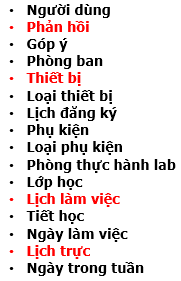 • Người dùng
• Phản hồi
• Góp ý
• Phòng ban
• Thiết bị
• Loại thiết bị
• Lịch đăng ký
• Phụ kiện
• Loại phụ kiện
• Phòng thực hành lab
• Lớp học
• Lịch làm việc
• Tiết học
• Ngày làm việc
• Lịch trực
• Ngày trong tuần